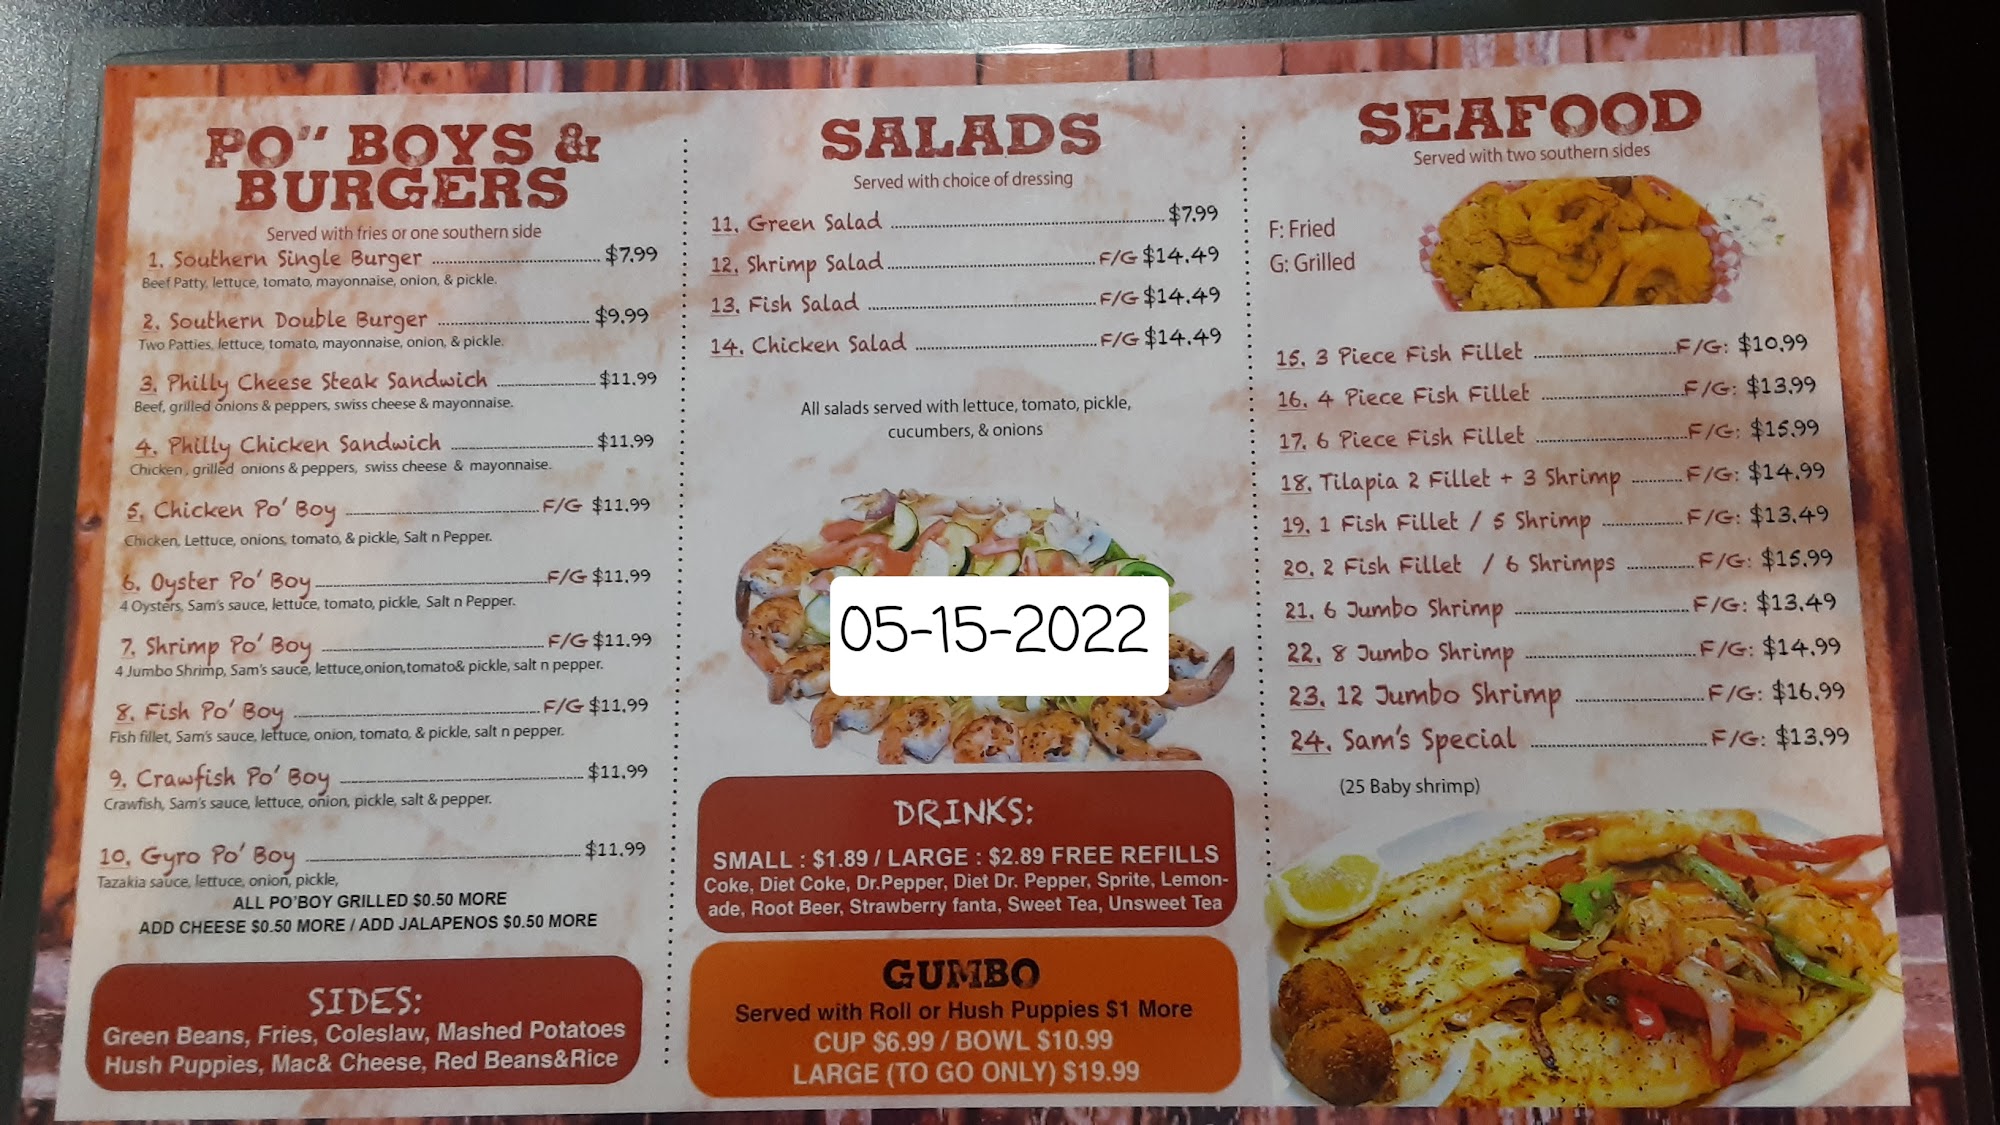 PO" BOYS &
BURGERS
Served with fries or one southern side
1. Southern Single Burger $7.99
Beef Patty, lettuce, tomato, mayonnaise, onion, & pickle.
2. Southern Double Burger $9.99
Two Patties, lettuce, tomato, mayonnaise, onion, & pickle.
3. Philly Cheese Steak Sandwich $11.99
Beef, grilled onions & peppers, swiss cheese & mayonnaise.
4. Philly Chicken Sandwich $11.99
Chicken, grilled onions & peppers, swiss cheese & mayonnaise.
5. Chicken Po' Boy F/G $11.99
Chicken, Lettuce, onions, tomato, & pickle, Salt n Pepper.
6. Oyster Po' Boy F/G $11.99
4 Oysters, Sam's sauce, lettuce, tomato, pickle, Salt n Pepper.
7. Shrimp Po' Boy F/G $11.99
4 Jumbo Shrimp, Sam's sauce, lettuce,onion,tomato& pickle, salt n pepper.
8. Fish Po' Boy F/G $11.99
Fish fillet, Sam's sauce, lettuce, onion, tomato, & pickle, salt n pepper.
9. Crawfish Po' Boy $11.99
Crawfish, Sam's sauce, lettuce, onion, pickle, salt & pepper.
10. Gyro Po' Boy $11.99
Tazakia sauce, lettuce, onion, pickle,
ALL PO'BOY GRILLED $0.50 MORE
ADD CHEESE $0.50 MORE / ADD JALAPENOS $0.50 MORE
SIDES:
Green Beans, Fries, Coleslaw, Mashed Potatoes
Hush Puppies, Mac& Cheese, Red Beans&Rice
SALADS
Served with choice of dressing
11. Green Salad $7.99
12. Shrimp Salad F/G $14.49
13. Fish Salad F/G $14.49
14. Chicken Salad F/G $14.49
All salads served with lettuce, tomato, pickle,
cucumbers, & onions
05-15-2022
DRINKS:
SMALL : $1.89 / LARGE : $2.89 FREE REFILLS
Coke, Diet Coke, Dr.Pepper, Diet Dr. Pepper, Sprite, Lemon-
ade, Root Beer, Strawberry fanta, Sweet Tea, Unsweet Tea
GUMBO
Served with Roll or Hush Puppies $1 More
CUP $6.99 / BOWL $10.99
LARGE (TO GO ONLY) $19.99
SEAFOOD
Served with two southern sides
F: Fried
G: Grilled
15. 3 Piece Fish Fillet F/G: $10.99
16. 4 Piece Fish Fillet F/G: $13.99
17. 6 Piece Fish Fillet F/G: $15.99
18. Tilapia 2 Fillet + 3 Shrimp F/G: $14.99
19. 1 Fish Fillet / 5 Shrimp F/G: $13.49
20. 2 Fish Fillet / 6 Shrimps F/G: $15.99
21. 6 Jumbo Shrimp F/G: $13.49
22. 8 Jumbo Shrimp F/G: $14.99
23. 12 Jumbo Shrimp F/G: $16.99
24. Sam's Special F/G: $13.99
(25 Baby shrimp)